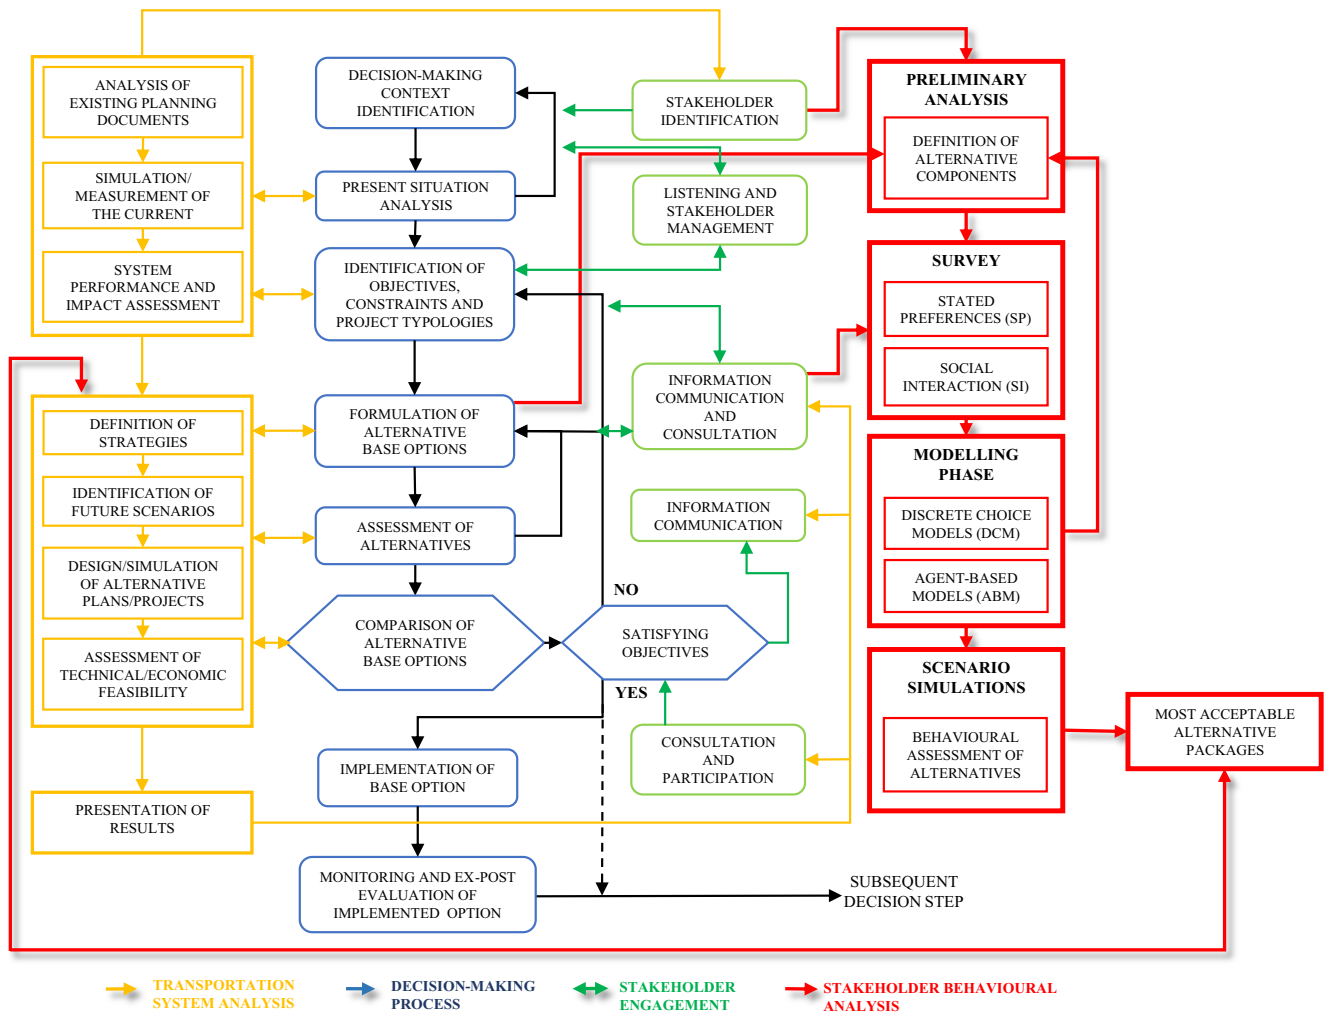 ANALYSIS OF
EXISTING PLANNING
DOCUMENTS
SIMULATION/
MEASUREMENT OF
THE CURRENT
SYSTEM
PERFORMANCE AND
IMPACT ASSESSMENT
DEFINITION OF
STRATEGIES
IDENTIFICATION OF
FUTURE SCENARIOS
DESIGN/SIMULATION
OF ALTERNATIVE
PLANS/PROJECTS
ASSESSMENT OF
TECHNICAL/ECONOMIC
FEASIBILITY
PRESENTATION OF
RESULTS
DECISION-MAKING
CONTEXT
IDENTIFICATION
PRESENT SITUATION
ANALYSIS
IDENTIFICATION OF
OBJECTIVES,
CONSTRAINTS AND
PROJECT TYPOLOGIES
FORMULATION OF
ALTERNATIVE
BASE OPTIONS
ASSESSMENT OF
ALTERNATIVES
COMPARISON OF
ALTERNATIVE
BASE OPTIONS
NO
SATISFYING
OBJECTIVES
YES
IMPLEMENTATION OF
BASE OPTION
MONITORING AND EX-POST
EVALUATION OF
IMPLEMENTED OPTION
SUBSEQUENT
DECISION STEP
STAKEHOLDER
IDENTIFICATION
LISTENING AND
STAKEHOLDER
MANAGEMENT
INFORMATION
COMMUNICATION
AND
CONSULTATION
INFORMATION
COMMUNICATION
CONSULTATION
AND
PARTICIPATION
PRELIMINARY
ANALYSIS
DEFINITION OF
ALTERNATIVE
COMPONENTS
SURVEY
STATED
PREFERENCES (SP)
SOCIAL
INTERACTION (SI)
MODELLING
PHASE
DISCRETE CHOICE
MODELS (DCM)
AGENT-BASED
MODELS (ABM)
SCENARIO
SIMULATIONS
BEHAVIOURAL
ASSESSMENT OF
ALTERNATIVES
MOST ACCEPTABLE
ALTERNATIVE
PACKAGES
TRANSPORTATION
SYSTEM ANALYSIS
DECISION-MAKING
PROCESS
STAKEHOLDER
ENGAGEMENT
STAKEHOLDER BEHAVIOURAL
ANALYSIS